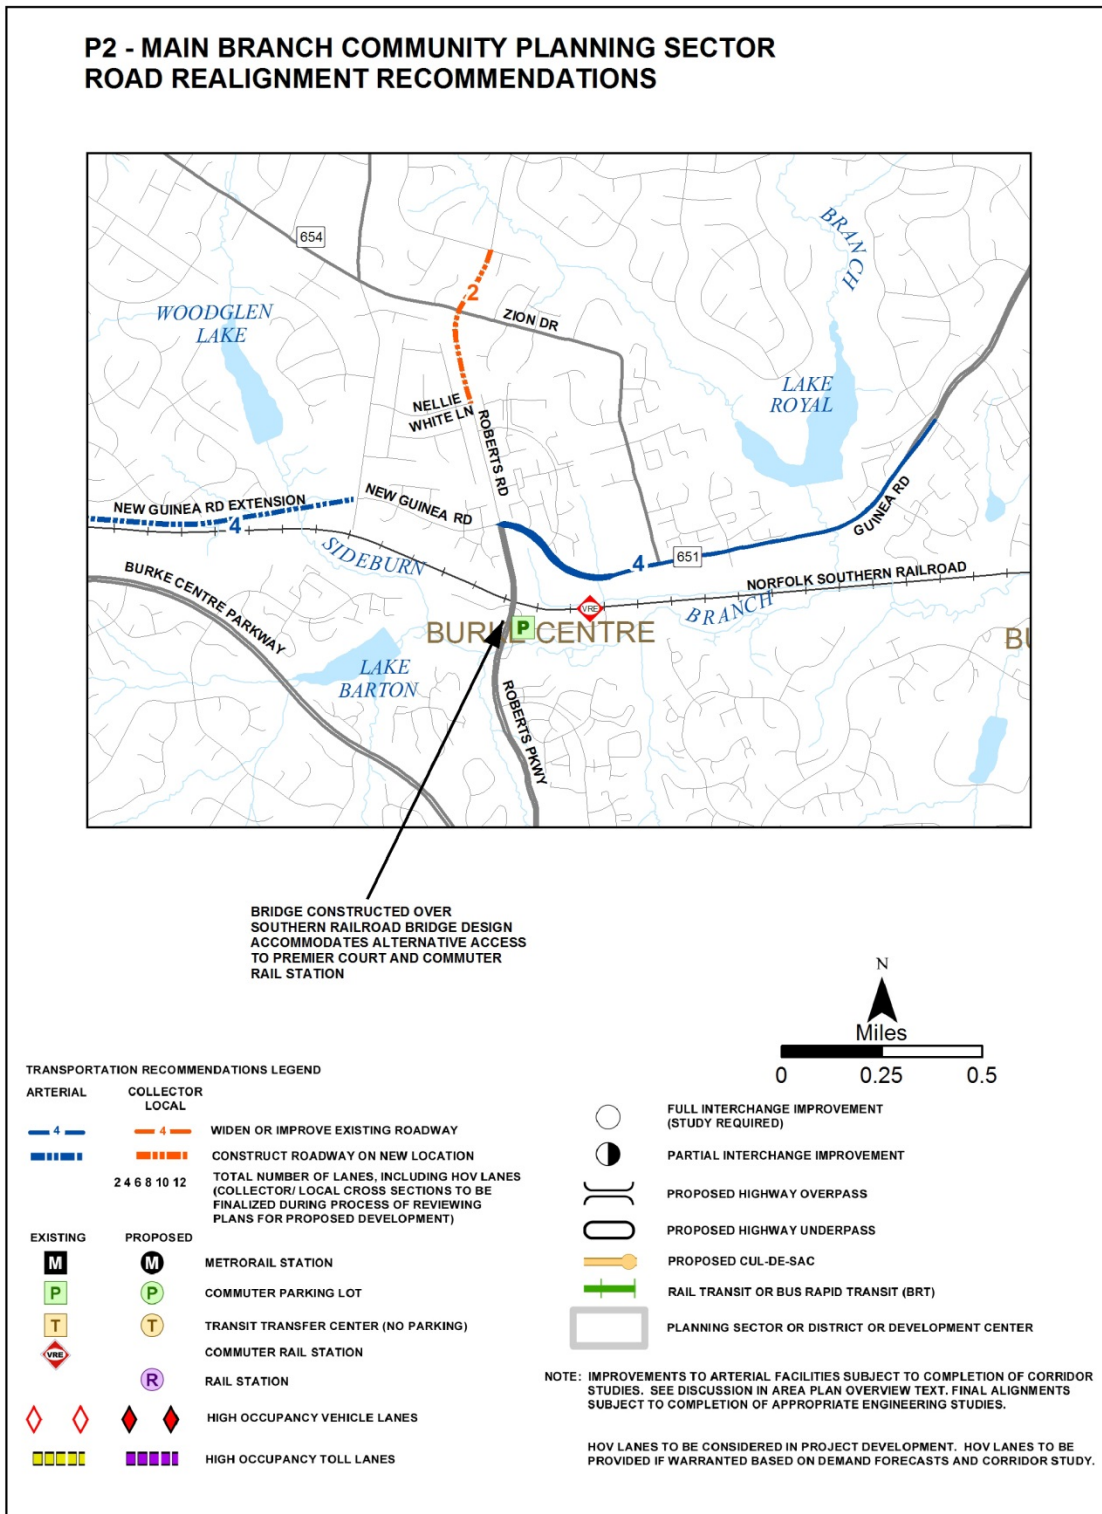 P2 - MAIN BRANCH COMMUNITY PLANNING SECTOR
ROAD REALIGNMENT RECOMMENDATIONS
654
BRANCH
2
WOODGLEN
LAKE
ZION DR
LAKE
ROYAL
NELLIE
WHITE LN
ROBERTS RD
NEW GUINEA RD EXTENSION
4
NEW GUINEA RD
GUINEA RD
SIDEBURN
4
651
NORFOLK SOUTHERN RAILROAD
BURKE CENTRE PARKWAY
VRE
BRANCH
P
BURKE CENTRE
BU
LAKE
BARTON
ROBERTS PKWY
BRIDGE CONSTRUCTED OVER
SOUTHERN RAILROAD BRIDGE DESIGN
ACCOMMODATES ALTERNATIVE ACCESS
TO PREMIER COURT AND COMMUTER
RAIL STATION
N
Miles
0 0.25 0.5
TRANSPORTATION RECOMMENDATIONS LEGEND
ARTERIAL COLLECTOR
LOCAL
4 4 WIDEN OR IMPROVE EXISTING ROADWAY
CONSTRUCT ROADWAY ON NEW LOCATION
2 4 6 8 10 12 TOTAL NUMBER OF LANES, INCLUDING HOV LANES
(COLLECTOR/ LOCAL CROSS SECTIONS TO BE
FINALIZED DURING PROCESS OF REVIEWING
PLANS FOR PROPOSED DEVELOPMENT)
EXISTING PROPOSED
M M METRORAIL STATION
P P COMMUTER PARKING LOT
T T TRANSIT TRANSFER CENTER (NO PARKING)
VRE COMMUTER RAIL STATION
R RAIL STATION
HIGH OCCUPANCY VEHICLE LANES
HIGH OCCUPANCY TOLL LANES
FULL INTERCHANGE IMPROVEMENT
(STUDY REQUIRED)
PARTIAL INTERCHANGE IMPROVEMENT
PROPOSED HIGHWAY OVERPASS
PROPOSED HIGHWAY UNDERPASS
PROPOSED CUL-DE-SAC
RAIL TRANSIT OR BUS RAPID TRANSIT (BRT)
PLANNING SECTOR OR DISTRICT OR DEVELOPMENT CENTER
NOTE: IMPROVEMENTS TO ARTERIAL FACILITIES SUBJECT TO COMPLETION OF CORRIDOR
STUDIES. SEE DISCUSSION IN AREA PLAN OVERVIEW TEXT. FINAL ALIGNMENTS
SUBJECT TO COMPLETION OF APPROPRIATE ENGINEERING STUDIES.
HOV LANES TO BE CONSIDERED IN PROJECT DEVELOPMENT. HOV LANES TO BE
PROVIDED IF WARRANTED BASED ON DEMAND FORECASTS AND CORRIDOR STUDY.